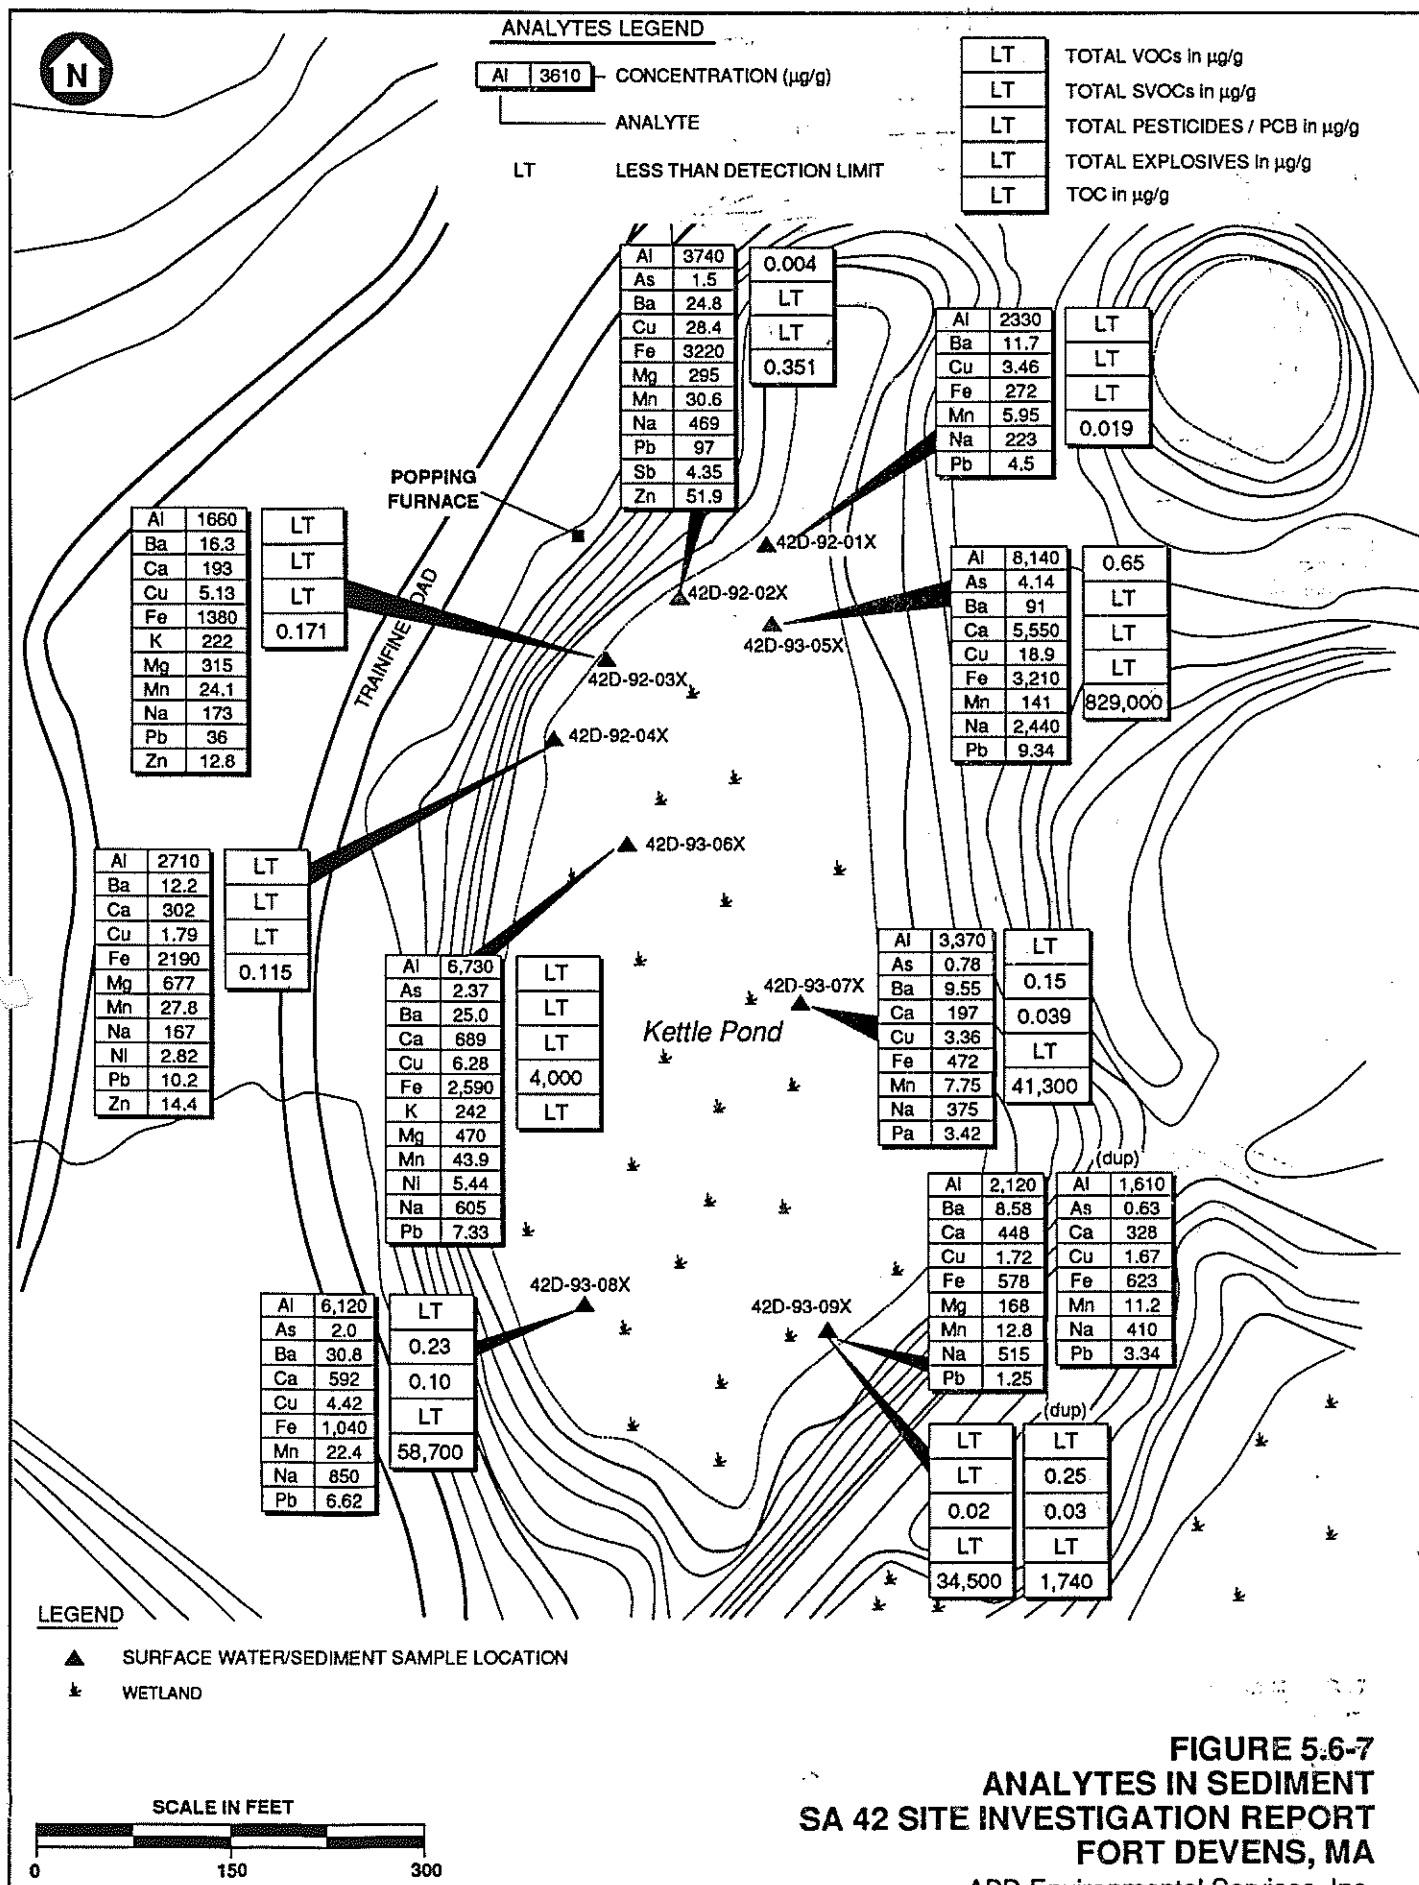 N
ANALYTES LEGEND
Al 3610 CONCENTRATION (µg/g)
ANALYTE
LT LESS THAN DETECTION LIMIT
LT TOTAL VOCs in µg/g
LT TOTAL SVOCs in µg/g
LT TOTAL PESTICIDES / PCB in µg/g
LT TOTAL EXPLOSIVES in µg/g
LT TOC in µg/g
Al 3740
As 1.5
Ba 24.8
Cu 28.4
Fe 3220
Mg 295
Mn 30.6
Na 469
Pb 97
Sb 4.35
Zn 51.9
0.004
LT
LT
0.351
Al 2330
Ba 11.7
Cu 3.46
Fe 272
Mn 5.95
Na 223
Pb 4.5
LT
LT
LT
0.019
POPPING
FURNACE
Al 1660
Ba 16.3
Ca 193
Cu 5.13
Fe 1380
K 222
Mg 315
Mn 24.1
Na 173
Pb 36
Zn 12.8
LT
LT
LT
0.171
TRAINFINE OAD
42D-92-01X
42D-92-02X
42D-93-05X
42D-92-03X
42D-92-04X
42D-93-06X
Al 8,140
As 4.14
Ba 91
Ca 5,550
Cu 18.9
Fe 3,210
Mn 141
Na 2,440
Pb 9.34
0.65
LT
LT
LT
829,000
Al 2710
Ba 12.2
Ca 302
Cu 1.79
Fe 2190
Mg 677
Mn 27.8
Na 167
NI 2.82
Pb 10.2
Zn 14.4
LT
LT
LT
0.115
Al 6,730
As 2.37
Ba 25.0
Ca 689
Cu 6.28
Fe 2,590
K 242
Mg 470
Mn 43.9
NI 5.44
Na 605
Pb 7.33
LT
LT
LT
4,000
LT
42D-93-07X
Kettle Pond
Al 3,370
As 0.78
Ba 9.55
Ca 197
Cu 3.36
Fe 472
Mn 7.75
Na 375
Pa 3.42
LT
0.15
0.039
LT
41,300
Al 2,120
Ba 8.58
Ca 448
Cu 1.72
Fe 578
Mg 168
Mn 12.8
Na 515
Pb 1.25
(dup)
Al 1,610
As 0.63
Ca 328
Cu 1.67
Fe 623
Mn 11.2
Na 410
Pb 3.34
42D-93-08X
42D-93-09X
Al 6,120
As 2.0
Ba 30.8
Ca 592
Cu 4.42
Fe 1,040
Mn 22.4
Na 850
Pb 6.62
LT
0.23
0.10
LT
58,700
LT
LT
0.02
LT
34,500
(dup)
LT
0.25
0.03
LT
1,740
LEGEND
SURFACE WATER/SEDIMENT SAMPLE LOCATION
WETLAND
SCALE IN FEET
0 150 300
FIGURE 5.6-7
ANALYTES IN SEDIMENT
SA 42 SITE INVESTIGATION REPORT
FORT DEVENS, MA
Environmental Services, Inc.